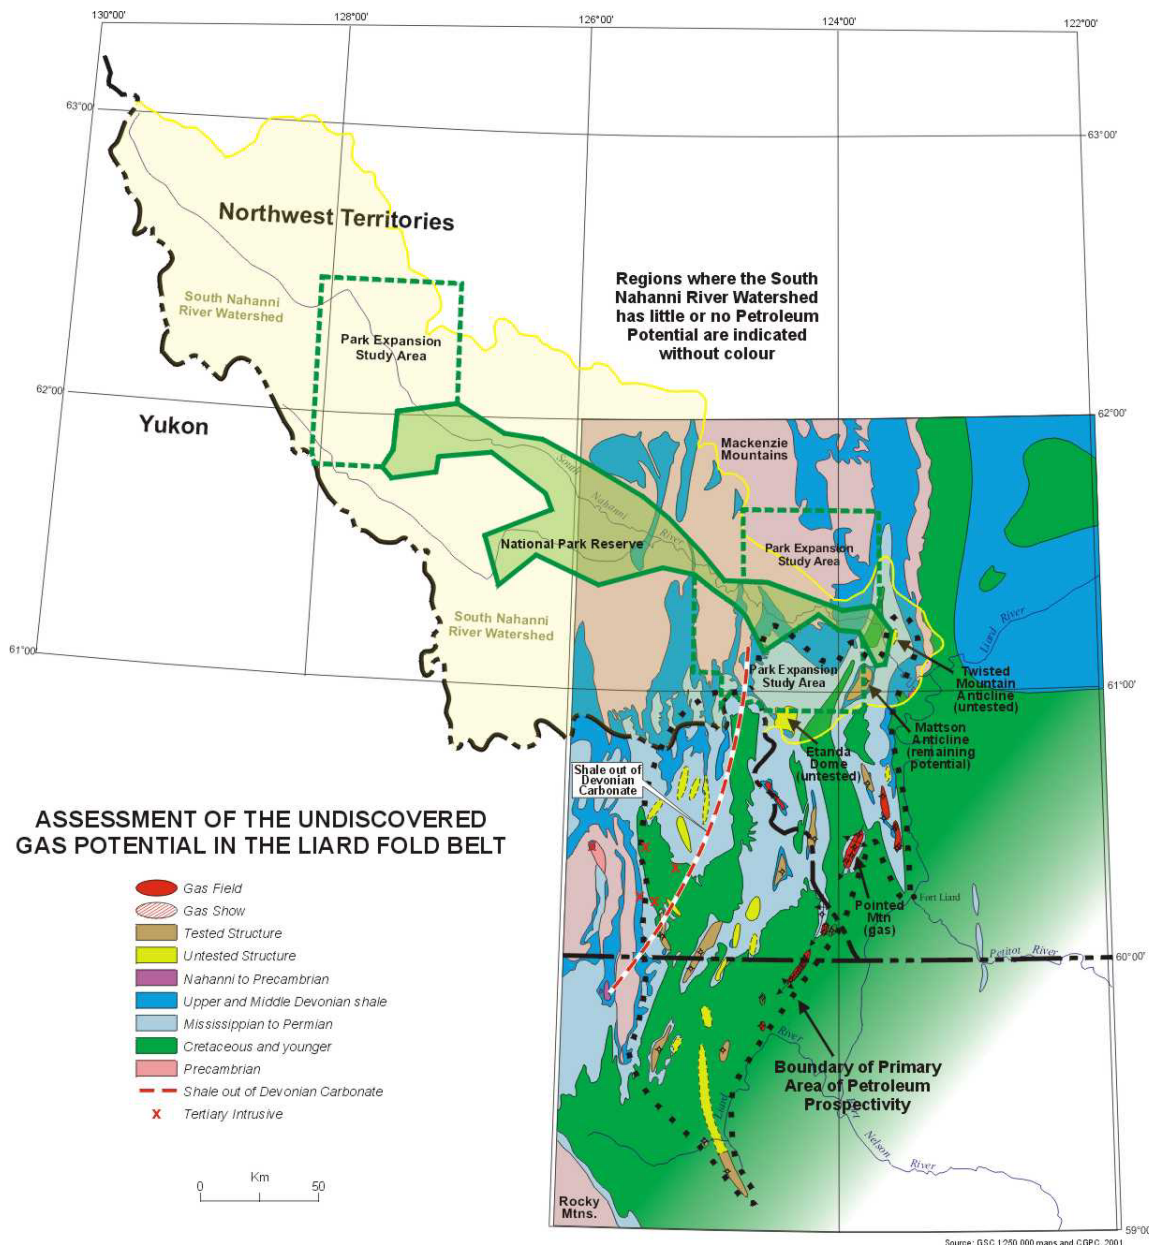 130°00'
128°00'
126°00'
124°00'
122°00'
63°00'
63°00'
Northwest Territories
South Nahanni
River Watershed
Park Expansion
Study Area
Regions where the South
Nahanni River Watershed
has little or no Petroleum
Potential are indicated
without colour
62°00'
62°00'
Yukon
Mackenzie
Mountains
South
Nahanni
River
National Park Reserve
Park Expansion
Study Area
South Nahanni
River Watershed
Liard River
61°00'
61°00'
Park Expansion
Study Area
Twisted
Mountain
Anticline
(untested)
Mattson
Anticline
(remaining
potential)
Etanda
Dome
(untested)
Shale out of
Devonian
Carbonate
ASSESSMENT OF THE UNDISCOVERED
GAS POTENTIAL IN THE LIARD FOLD BELT
Gas Field
Gas Show
Tested Structure
Untested Structure
Nahanni to Precambrian
Upper and Middle Devonian shale
Mississippian to Permian
Cretaceous and younger
Precambrian
Shale out of Devonian Carbonate
X Tertiary Intrusive
Fort Liard
Pointed
Mtn
(gas)
Petitot River
60°00'
River
Liard
Boundary of Primary
Area of Petroleum
Prospectivity
Nelson
River
Km
0 50
Rocky
Mtns.
59°00'
Source: GSC 1:250 000 maps and CGPC, 2001